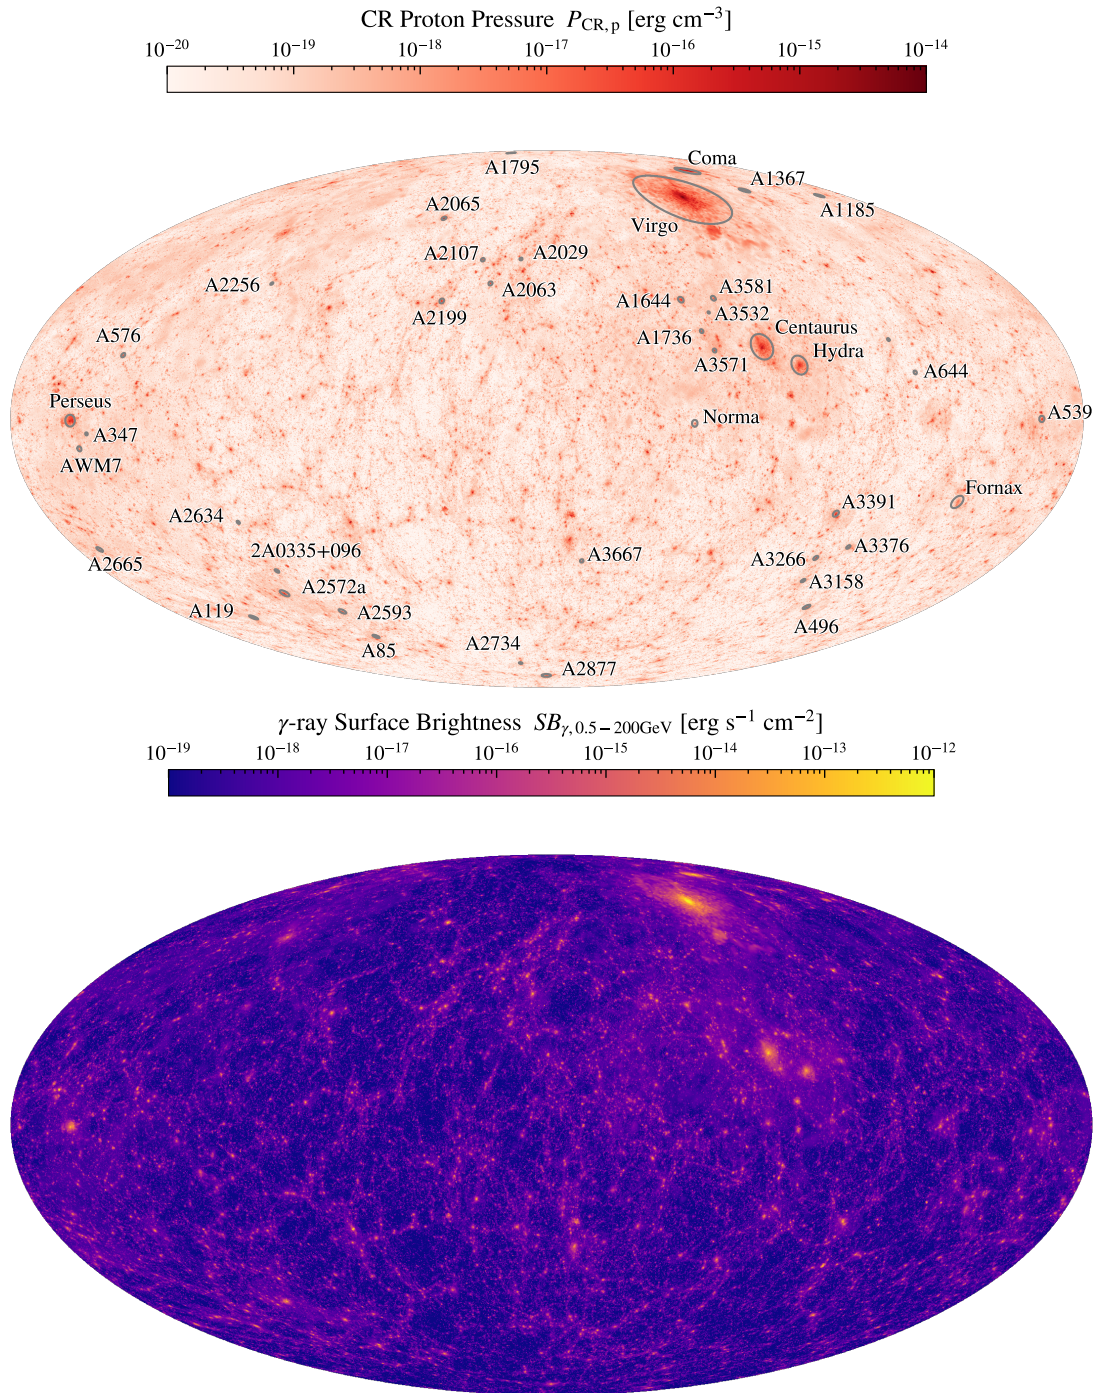 CR Proton Pressure P_CR,p [erg cm^−3]
10^−20 10^−19 10^−18 10^−17 10^−16 10^−15 10^−14
Coma
A1795
A1367
A2065
A1185
Virgo
A2107 A2029
A2256 A2063 A3581
A1644
A2199 A3532
Centaurus
A576 A1736
Hydra
A3571 A644
Perseus
A539
Norma
A347
AWM7
Fornax
A3391
A2634
A3376
2A0335+096 A3667 A3266
A2665
A2572a A3158
A119 A2593
A496
A2734
A85
A2877
γ-ray Surface Brightness SB_γ,0.5−200GeV [erg s^−1 cm^−2]
10^−19 10^−18 10^−17 10^−16 10^−15 10^−14 10^−13 10^−12